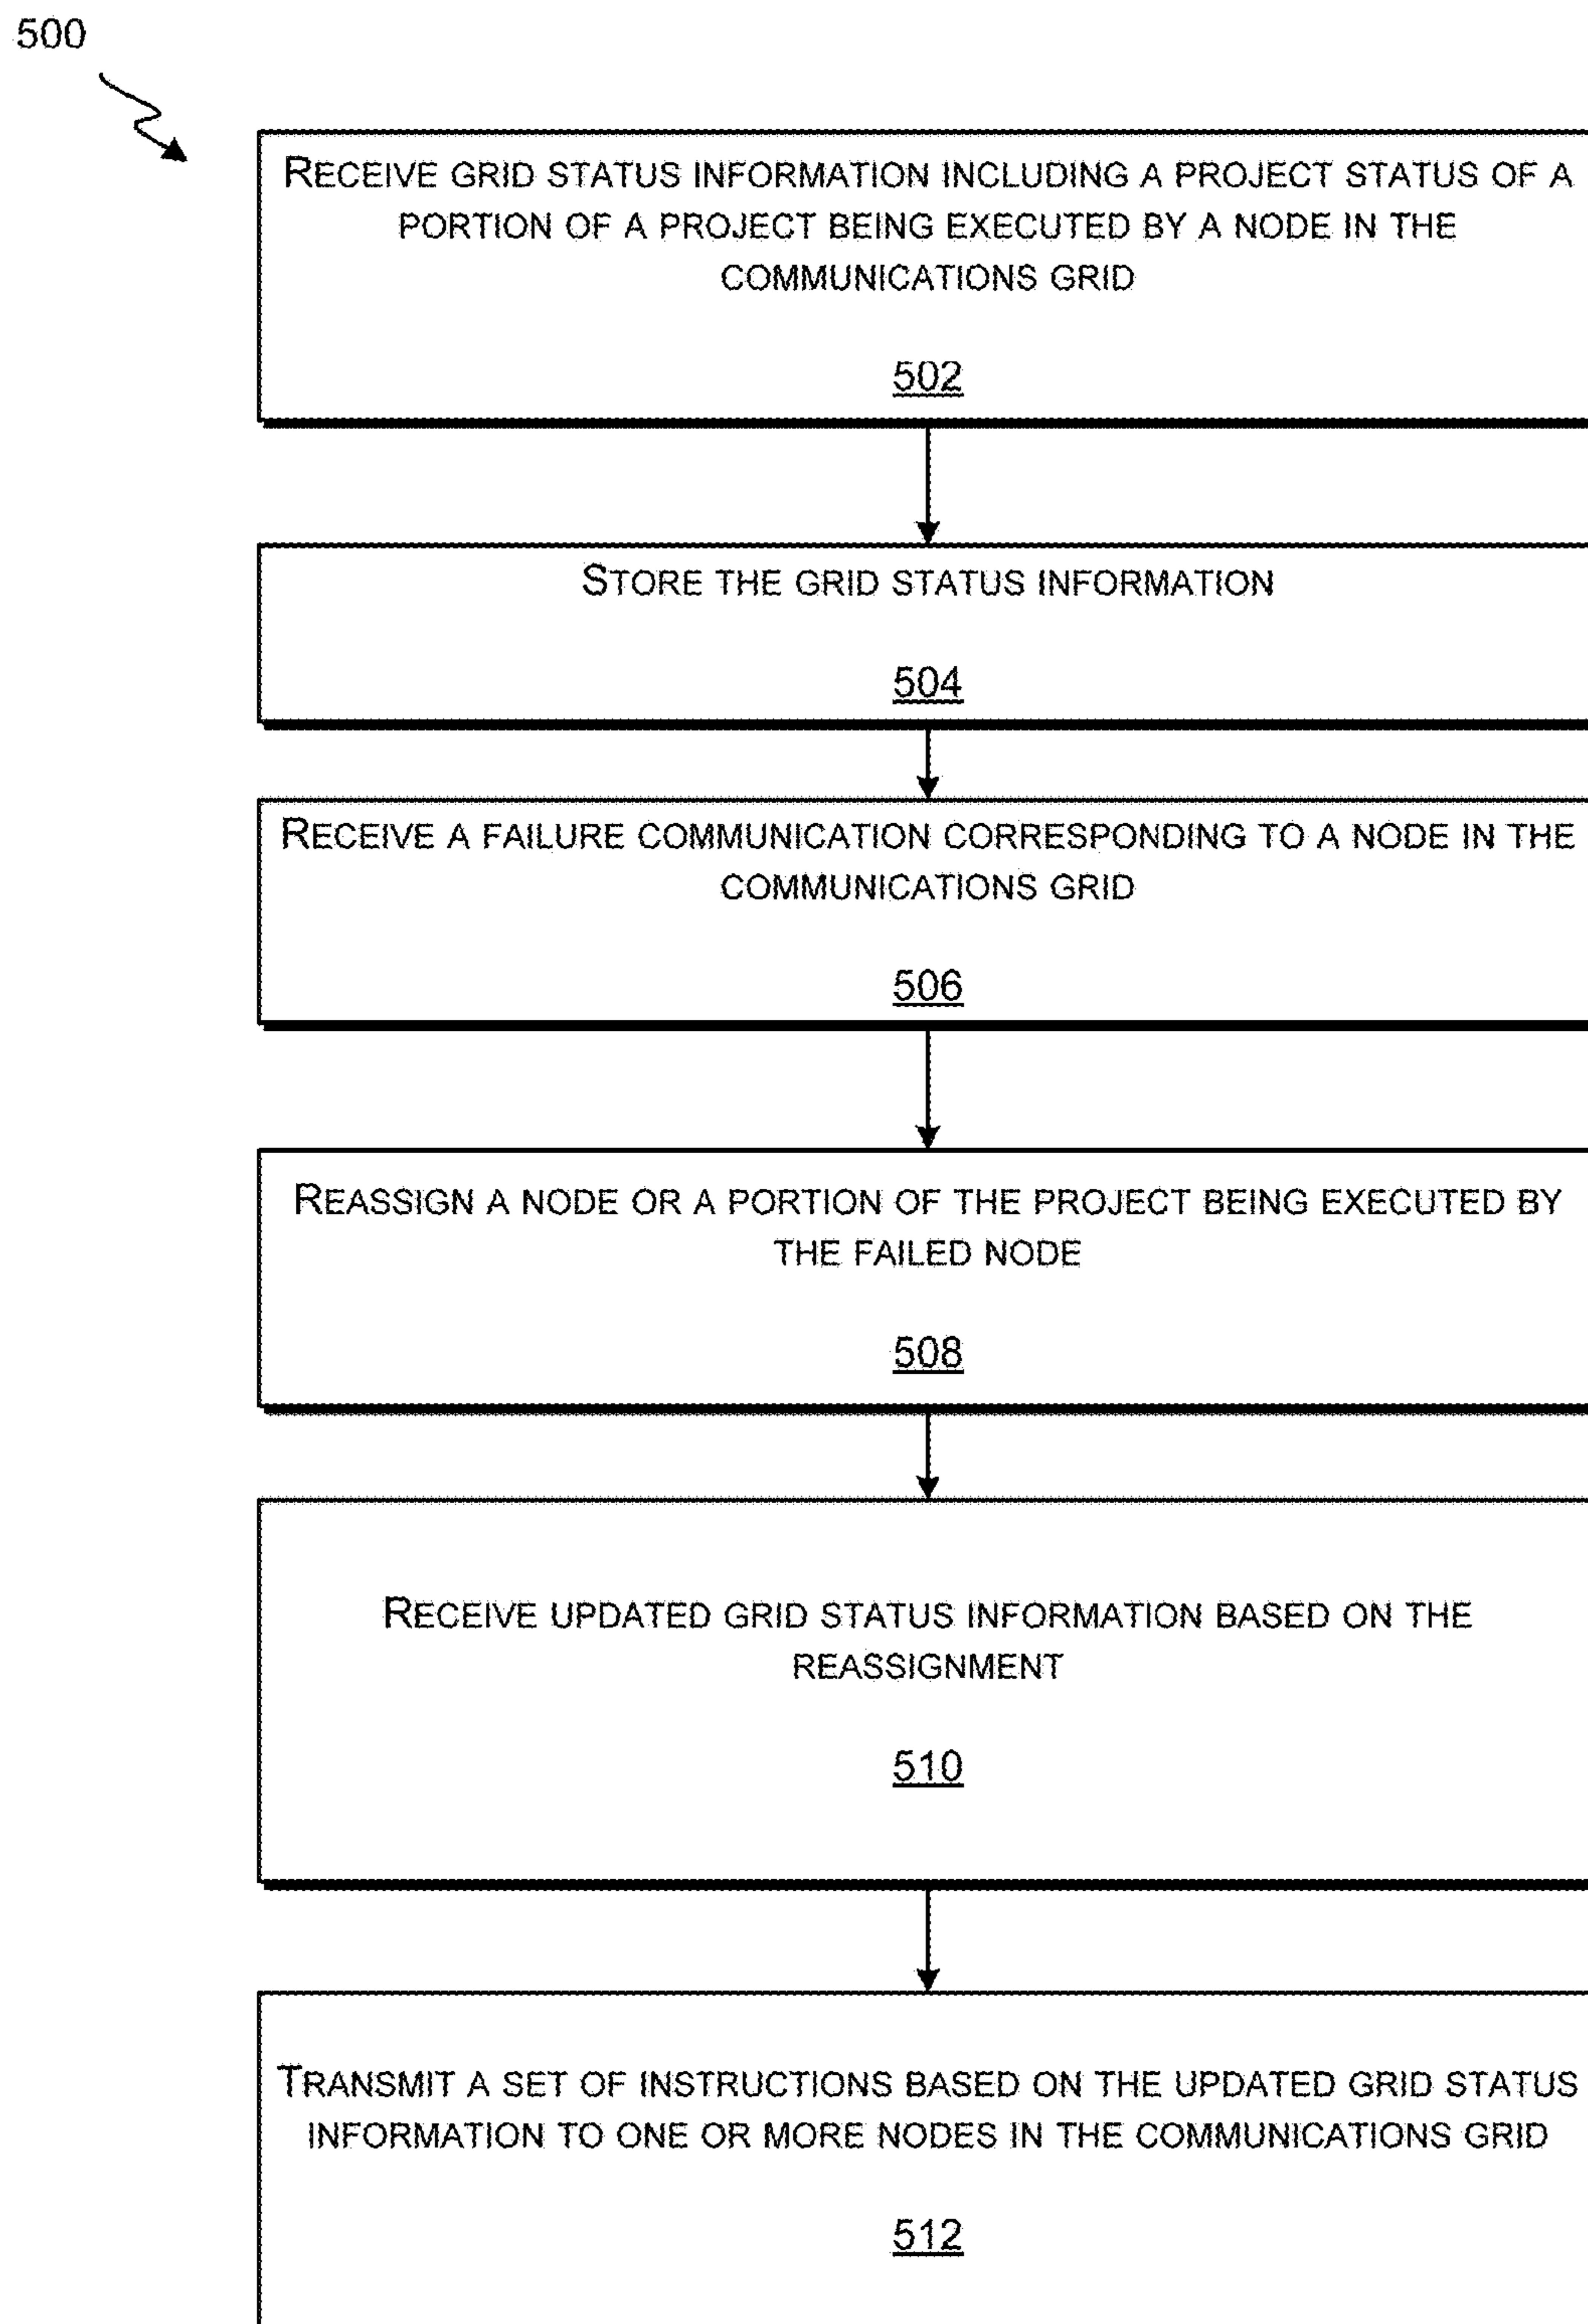 500
RECEIVE GRID STATUS INFORMATION INCLUDING A PROJECT STATUS OF A
PORTION OF A PROJECT BEING EXECUTED BY A NODE IN THE
COMMUNICATIONS GRID
502
STORE THE GRID STATUS INFORMATION
504
RECEIVE A FAILURE COMMUNICATION CORRESPONDING TO A NODE IN THE
COMMUNICATIONS GRID
506
REASSIGN A NODE OR A PORTION OF THE PROJECT BEING EXECUTED BY
THE FAILED NODE
508
RECEIVE UPDATED GRID STATUS INFORMATION BASED ON THE
REASSIGNMENT
510
TRANSMIT A SET OF INSTRUCTIONS BASED ON THE UPDATED GRID STATUS
INFORMATION TO ONE OR MORE NODES IN THE COMMUNICATIONS GRID
512